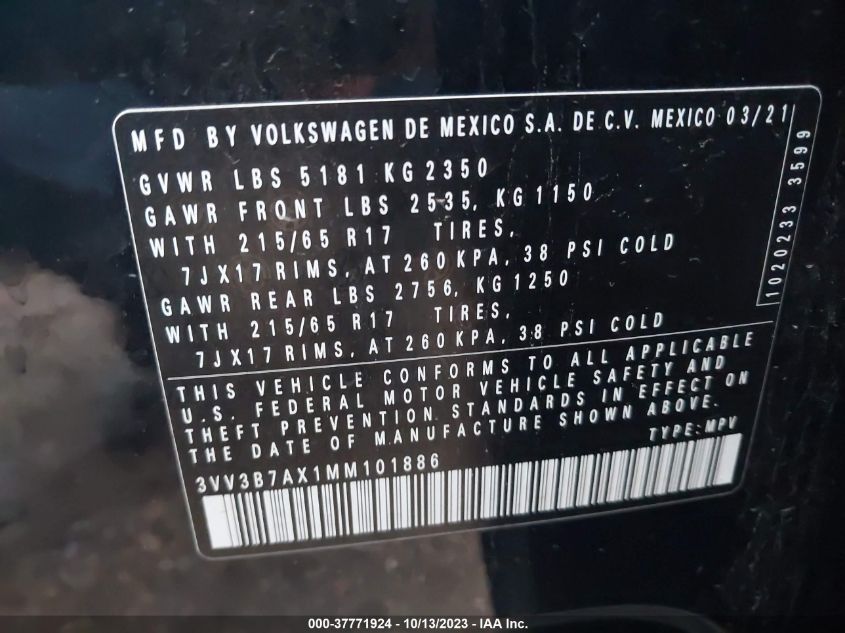 MFD BY VOLKSWAGEN DE MEXICO S.A. DE C.V. MEXICO 03/21
GVWR LBS 5181 KG 2350
GAWR FRONT LBS 2535, KG 1150
WITH 215/65 R17 TIRES,
7JX17 RIMS, AT 260 KPA, 38 PSI COLD
GAWR REAR LBS 2756, KG 1250
WITH 215/65 R17 TIRES,
7JX17 RIMS, AT 260 KPA, 38 PSI COLD
1020233 3599
THIS VEHICLE CONFORMS TO ALL APPLICABLE
U.S. FEDERAL MOTOR VEHICLE SAFETY AND
THEFT PREVENTION STANDARDS IN EFFECT ON
THE DATE OF MANUFACTURE SHOWN ABOVE.
TYPE: MPV
3VV3B7AX1MM101886
000-37771924 - 10/13/2023 - IAA Inc.